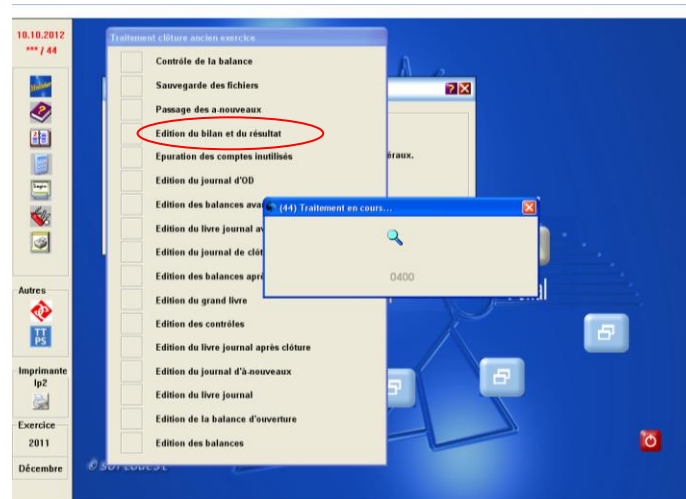 10.10.2012
*** / 44
Autres
TT
PS
Imprimante
lp2
Exercice
2011
Décembre
Traitement clôture ancien exercice
Contrôle de la balance
Sauvegarde des fichiers
Passage des a-nouveaux
Edition du bilan et du résultat
Epuration des comptes inutilisés
éraux.
Edition du journal d'OD
Edition des balances ava
(44) Traitement en cours...
Edition du livre journal av
Edition du journal de clôt
0400
Edition des balances aprè
Edition du grand livre
Edition des contrôles
Edition du livre journal après clôture
Edition du journal d'à-nouveaux
Edition du livre journal
Edition de la balance d'ouverture
Edition des balances